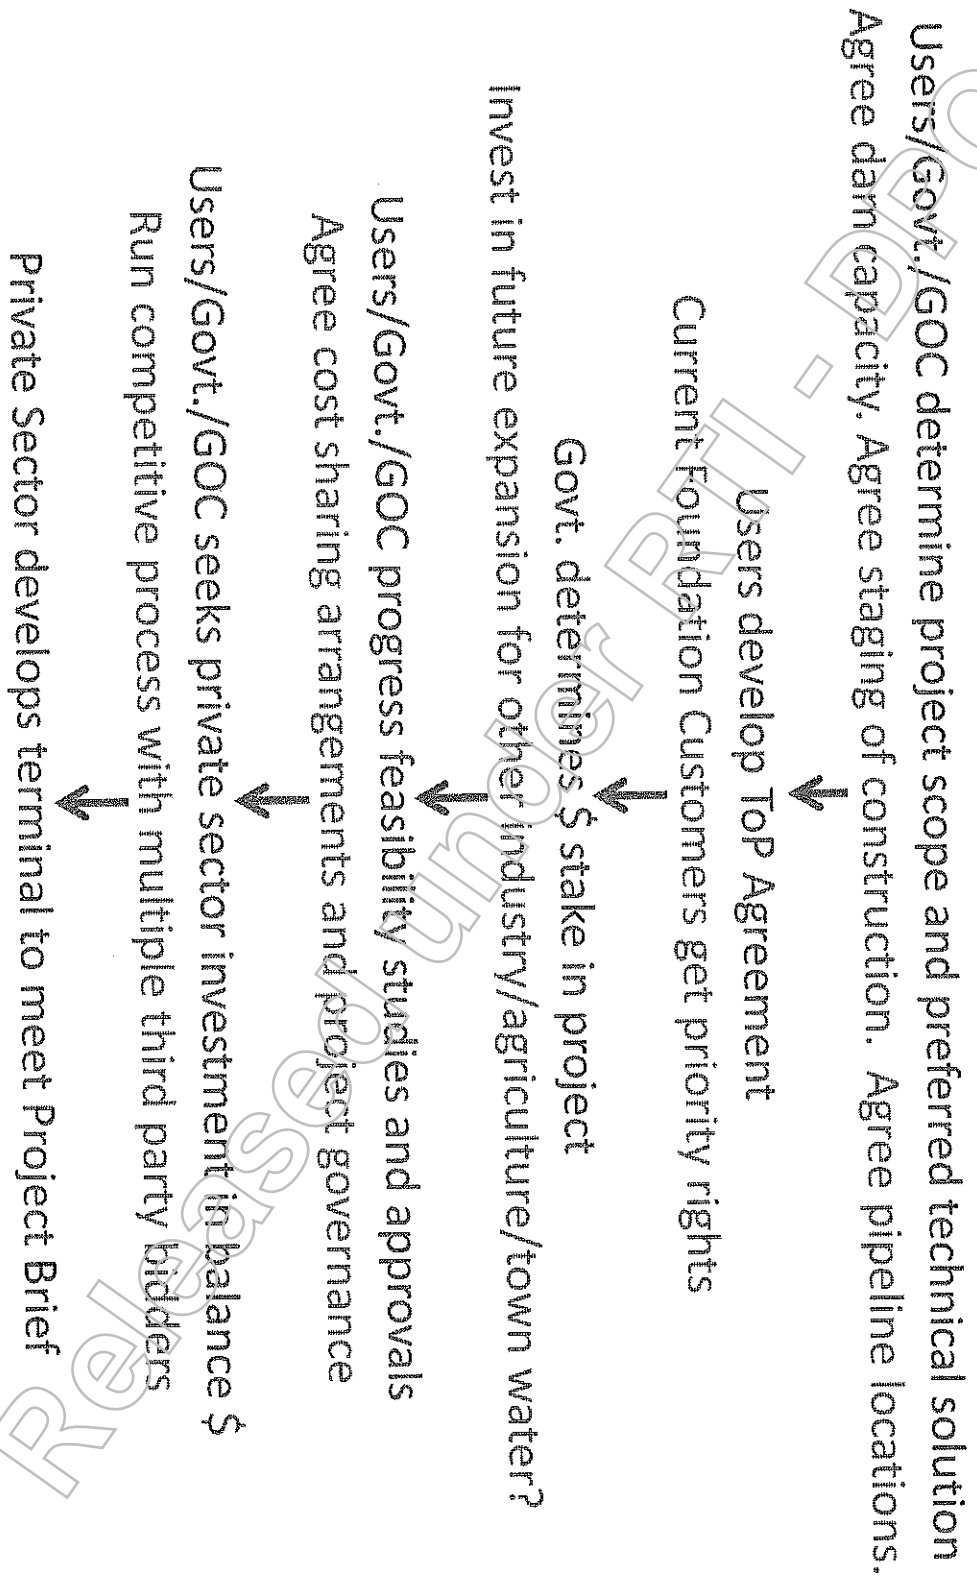 Users/Govt./GOC determine project scope and preferred technical solution
Agree dam capacity. Agree staging of construction. Agree pipeline locations.
Users develop ToP Agreement
Current Foundation Customers get priority rights
Govt. determines $ stake in project
Invest in future expansion for other industry/agriculture/town water?
Users/Govt./GOC progress feasibility studies and approvals
Agree cost sharing arrangements and project governance
Users/Govt./GOC seeks private sector investment in balance $
Run competitive process with multiple third party bidders
Private Sector develops terminal to meet Project Brief
Released under RTI - DPC